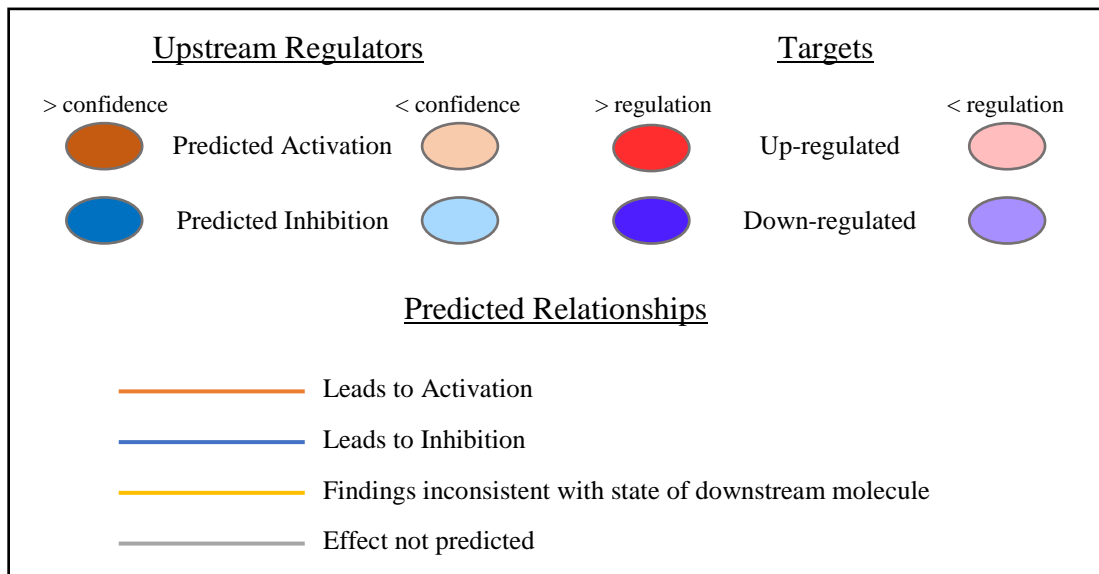 Upstream Regulators
Targets
> confidence
< confidence
> regulation
< regulation
Predicted Activation
Up-regulated
Predicted Inhibition
Down-regulated
Predicted Relationships
Leads to Activation
Leads to Inhibition
Findings inconsistent with state of downstream molecule
Effect not predicted